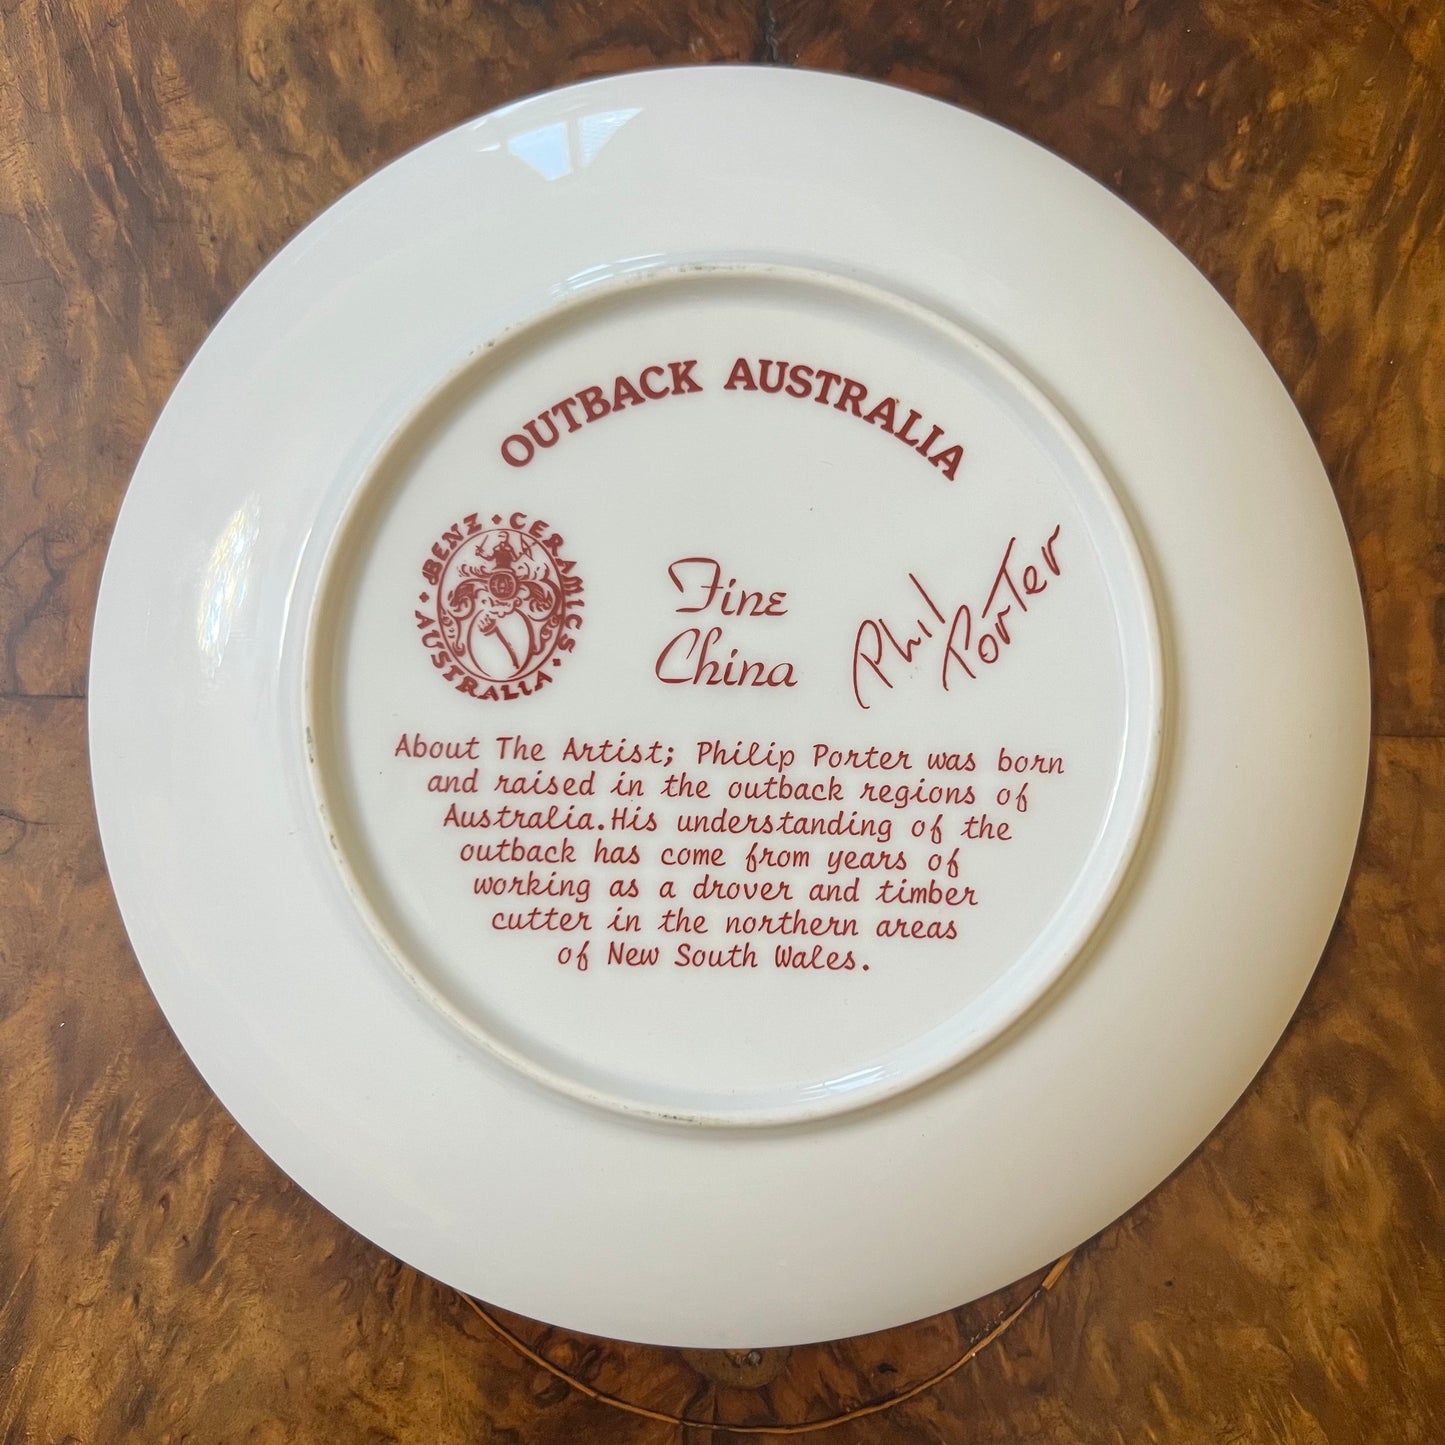 OUTBACK AUSTRALIA
BENZ • CERAMICS • AUSTRALIA •
Fine
China
Phil
Porter
About The Artist; Philip Porter was born
and raised in the outback regions of
Australia.His understanding of the
outback has come from years of
working as a drover and timber
cutter in the northern areas
of New South Wales.